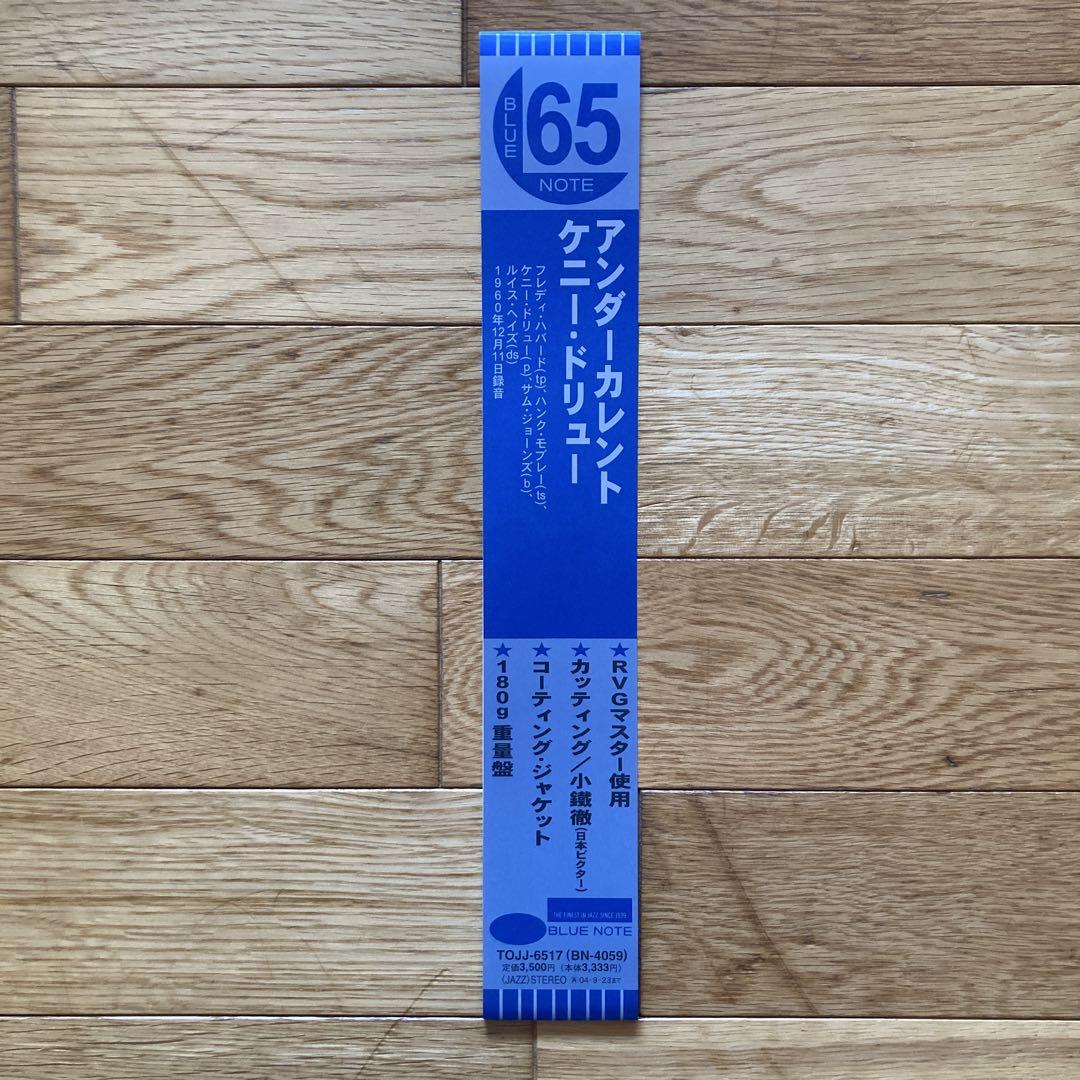 BLUE
65
NOTE
アンダーカレント
ケニー・ドリュー
フレディ・ハバード(tp)、ハンク・モブレー(ts)、
ケニー・ドリュー(p)、サム・ジョーンズ(b)、
ルイス・ヘイズ(ds)
1960年12月11日録音
★RVGマスター使用
★カッティング/小鐵徹(日本ビクター)
★コーティング・ジャケット
★180g重量盤
THE FINEST IN JAZZ SINCE 1939
BLUE NOTE
TOJJ-6517 (BN-4059)
定価3,500円 (本体3,333円)
(JAZZ) STEREO 再·04·9·23まで